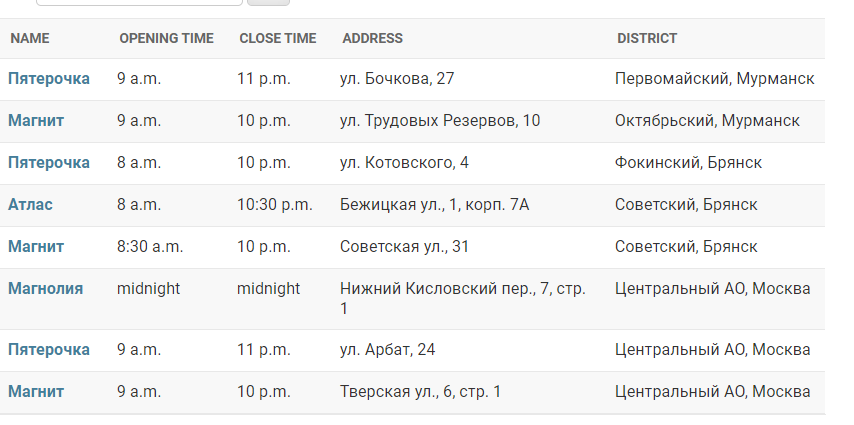 NAME OPENING TIME CLOSE TIME ADDRESS DISTRICT
Пятерочка 9 a.m. 11 p.m. ул. Бочкова, 27 Первомайский, Мурманск
Магнит 9 a.m. 10 p.m. ул. Трудовых Резервов, 10 Октябрьский, Мурманск
Пятерочка 8 a.m. 10 p.m. ул. Котовского, 4 Фокинский, Брянск
Атлас 8 a.m. 10:30 p.m. Бежицкая ул., 1, корп. 7А Советский, Брянск
Магнит 8:30 a.m. 10 p.m. Советская ул., 31 Советский, Брянск
Магнолия midnight midnight Нижний Кисловский пер., 7, стр. Центральный АО, Москва
1
Пятерочка 9 a.m. 11 p.m. ул. Арбат, 24 Центральный АО, Москва
Магнит 9 a.m. 10 p.m. Тверская ул., 6, стр. 1 Центральный АО, Москва